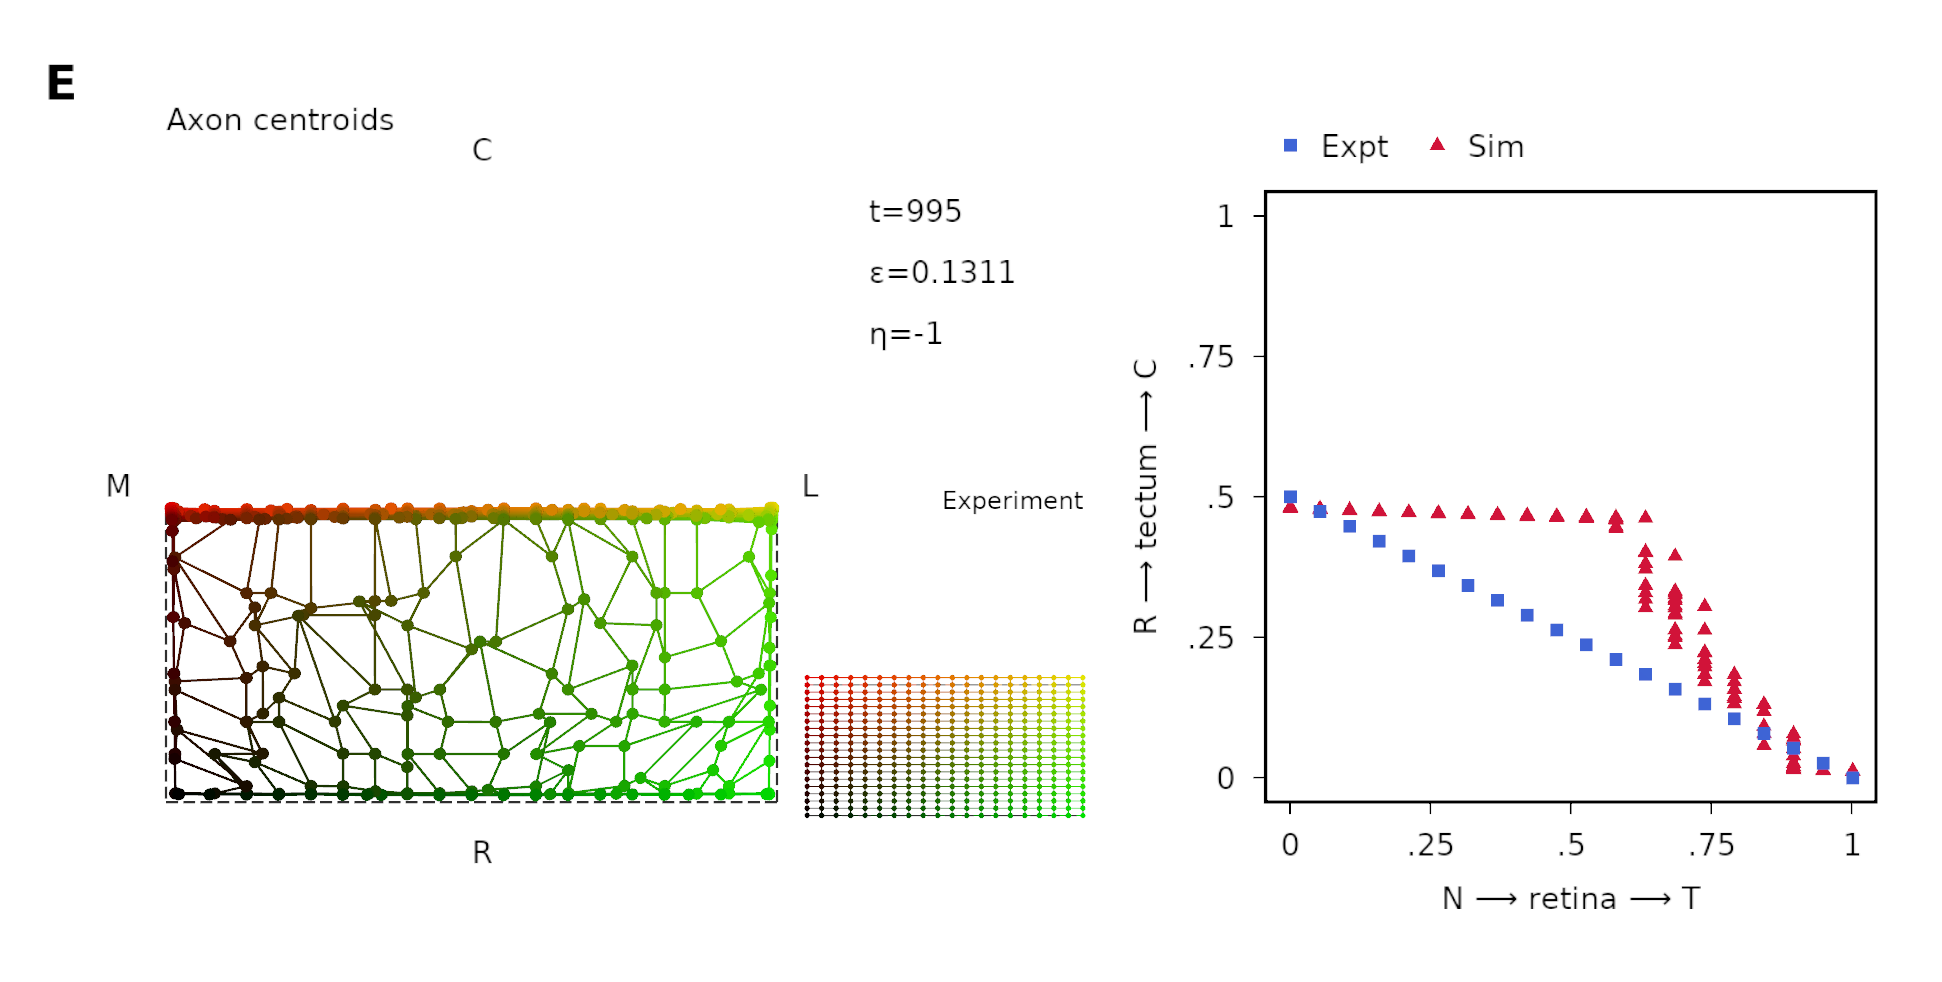 E
Axon centroids
C
t=995
ε=0.1311
η=-1
M
L
Experiment
R
Expt
Sim
1
.75
.5
.25
0
R ⟶ tectum ⟶ C
0 .25 .5 .75 1
N ⟶ retina ⟶ T